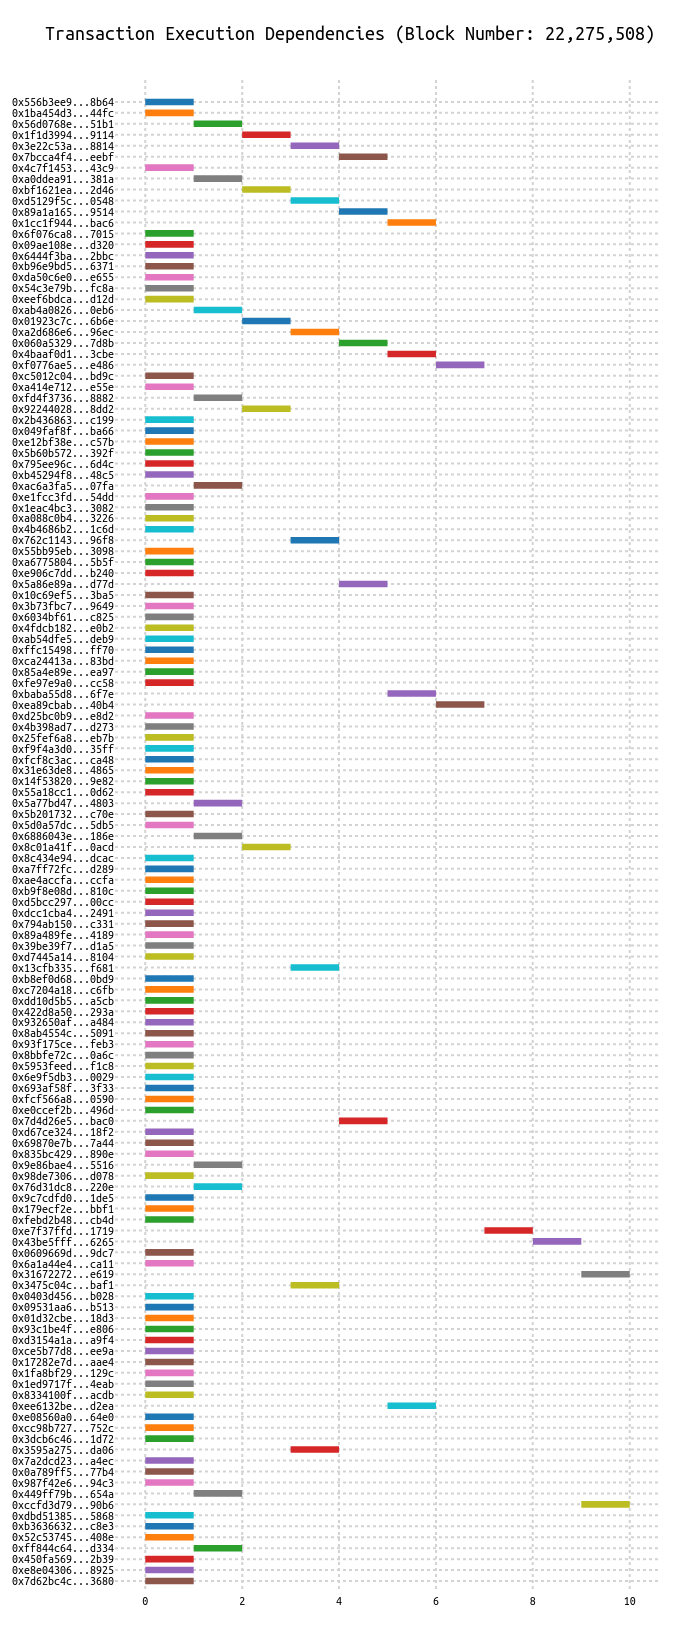 Transaction Execution Dependencies (Block Number: 22,275,508)
0x556b3ee9...8b64
0x1ba454d3...44fc
0x56d0768e...51b1
0x1f1d3994...9114
0x3e22c53a...8814
0x7bcca4f4...eebf
0x4c7f1453...43c9
0xa0ddea91...381a
0xbf1621ea...2d46
0xd5129f5c...0548
0x89a1a165...9514
0x1cc1f944...bac6
0x6f076ca8...7015
0x09ae108e...d320
0x6444f3ba...2bbc
0xb96e9bd5...6371
0xda50c6e0...e655
0x54c3e79b...fc8a
0xeef6bdca...d12d
0xab4a0826...0eb6
0x01923c7c...6b6e
0xa2d686e6...96ec
0x060a5329...7d8b
0x4baaf0d1...3cbe
0xf0776ae5...e486
0xc5012c04...bd9c
0xa414e712...e55e
0xfd4f3736...8882
0x92244028...8dd2
0x2b436863...c199
0x049faf8f...ba66
0xe12bf38e...c57b
0x5b60b572...392f
0x795ee96c...6d4c
0xb45294f8...48c5
0xac6a3fa5...07fa
0xe1fcc3fd...54dd
0x1eac4bc3...3082
0xa088c0b4...3226
0x4b4686b2...1c6d
0x762c1143...96f8
0x55bb95eb...3098
0xa6775804...5b5f
0xe906c7dd...b240
0x5a86e89a...d77d
0x10c69ef5...3ba5
0x3b73fbc7...9649
0x6034bf61...c825
0x4fdcb182...e0b2
0xab54dfe5...deb9
0xffc15498...ff70
0xca24413a...83bd
0x85a4e89e...ea97
0xfe97e9a0...cc58
0xbaba55d8...6f7e
0xea89cbab...40b4
0xd25bc0b9...e8d2
0x4b398ad7...d273
0x25fef6a8...eb7b
0xf9f4a3d0...35ff
0xfcf8c3ac...ca48
0x31e63de8...4865
0x14f53820...9e82
0x55a18cc1...0d62
0x5a77bd47...4803
0x5b201732...c70e
0x5d0a57dc...5db5
0x6886043e...186e
0x8c01a41f...0acd
0x8c434e94...dcac
0xa7ff72fc...d289
0xae4accfa...ccfa
0xb9f8e08d...810c
0xd5bcc297...00cc
0xdcc1cba4...2491
0x794ab150...c331
0x89a489fe...4189
0x39be39f7...d1a5
0xd7445a14...8104
0x13cfb335...f681
0xb8ef0d68...0bd9
0xc7204a18...c6fb
0xdd10d5b5...a5cb
0x422d8a50...293a
0x932650af...a484
0x8ab4554c...5091
0x93f175ce...feb3
0x8bbfe72c...0a6c
0x5953feed...f1c8
0x6e9f5db3...0029
0x693af58f...3f33
0xfcf566a8...0590
0xe0ccef2b...496d
0x7d4d26e5...bac0
0xd67ce324...18f2
0x69870e7b...7a44
0x835bc429...890e
0x9e86bae4...5516
0x98de7306...d078
0x76d31dc8...220e
0x9c7cdfd0...1de5
0x179ecf2e...bbf1
0xfebd2b48...cb4d
0xe7f37ffd...1719
0x43be5fff...6265
0x0609669d...9dc7
0x6a1a44e4...ca11
0x31672272...e619
0x3475c04c...baf1
0x0403d456...b028
0x09531aa6...b513
0x01d32cbe...18d3
0x93c1be4f...e806
0xd3154a1a...a9f4
0xce5b77d8...ee9a
0x17282e7d...aae4
0x1fa8bf29...129c
0x1ed9717f...4eab
0x8334100f...acdb
0xee6132be...d2ea
0xe08560a0...64e0
0xcc98b727...752c
0x3dcb6c46...1d72
0x3595a275...da06
0x7a2dcd23...a4ec
0x0a789ff5...77b4
0x987f42e6...94c3
0x449ff79b...654a
0xccfd3d79...90b6
0xdbd51385...5868
0xb3636632...c8e3
0x52c53745...408e
0xff844c64...d334
0x450fa569...2b39
0xe8e04306...8925
0x7d62bc4c...3680
0 2 4 6 8 10